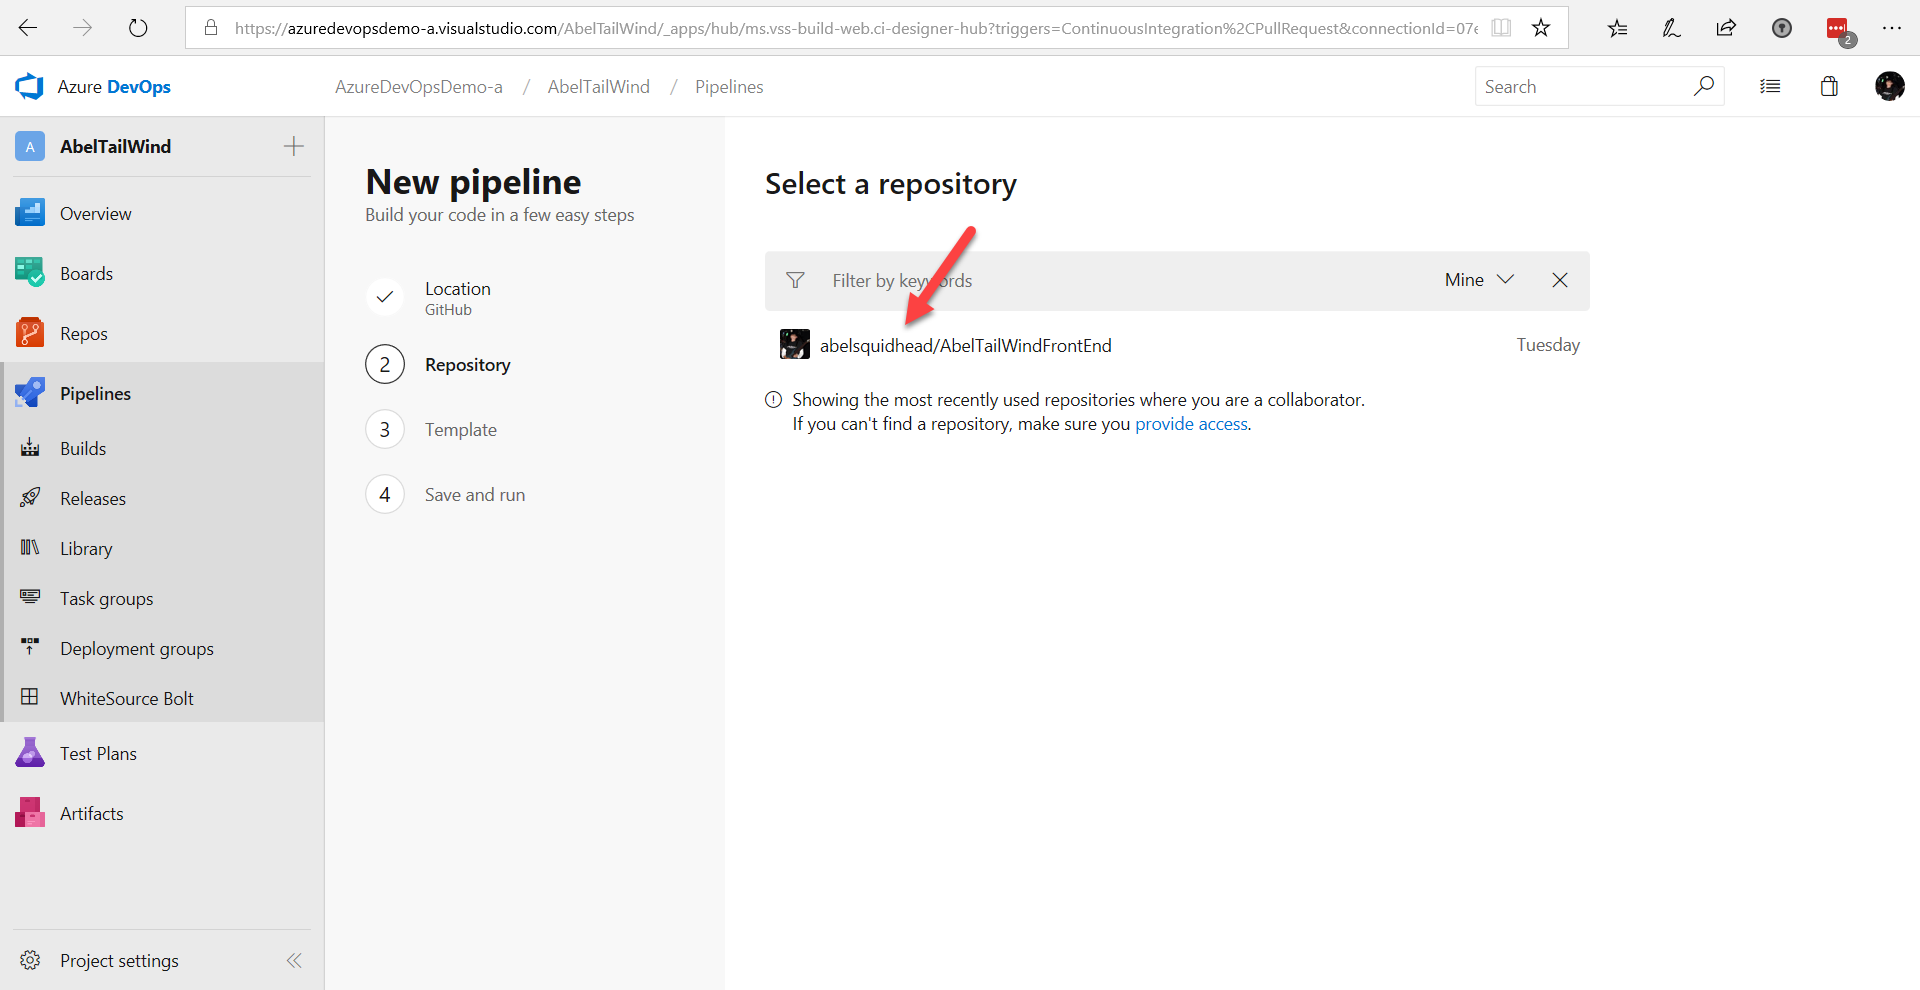 https://azuredevopsdemo-a.visualstudio.com/AbelTailWind/_apps/hub/ms.vss-build-web.ci-designer-hub?triggers=ContinuousIntegration%2CPullRequest&connectionId=07e
2
Azure DevOps
AzureDevOpsDemo-a / AbelTailWind / Pipelines
Search
A AbelTailWind
Overview
Boards
Repos
Pipelines
Builds
Releases
Library
Task groups
Deployment groups
WhiteSource Bolt
Test Plans
Artifacts
Project settings
New pipeline
Build your code in a few easy steps
Location
GitHub
2 Repository
3 Template
4 Save and run
Select a repository
Filter by keywords Mine
abelsquidhead/AbelTailWindFrontEnd Tuesday
Showing the most recently used repositories where you are a collaborator.
If you can't find a repository, make sure you provide access.